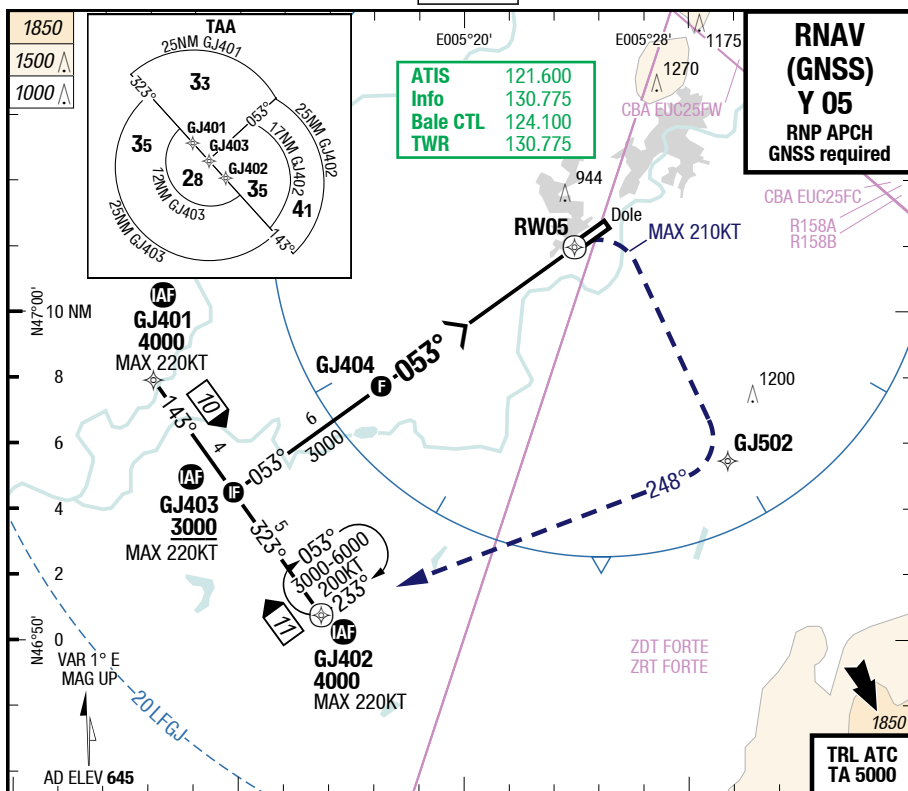 1850
1500
1000
TAA
25NM GJ401
33
323°
053°
25NM GJ402
GJ401
GJ403
17NM GJ402
35
GJ402
28
35
12NM GJ403
41
25NM GJ403
143°
E005°20'
E005°28'
1175
1270
CBA EUC25FW
ATIS 121.600
Info 130.775
Bale CTL 124.100
TWR 130.775
RNAV
(GNSS)
Y 05
RNP APCH
GNSS required
944
CBA EUC25FC
R158A
R158B
Dole
RW05
MAX 210KT
N47°00'
10 NM
IAF
GJ401
4000
MAX 220KT
GJ404
F
053°
8
10
143°
4
6
3000
1200
6
053°
GJ502
IAF
IF
248°
GJ403
3000
MAX 220KT
4
5
323°
053°
3000-6000
200KT
233°
2
11
N46°50'
0
IAF
GJ402
4000
MAX 220KT
ZDT FORTE
ZRT FORTE
VAR 1° E
MAG UP
20LFGJ
1850
AD ELEV 645
TRL ATC
TA 5000